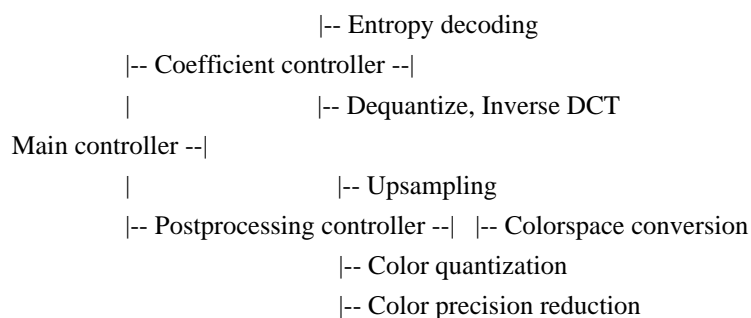 |-- Entropy decoding
|-- Coefficient controller --|
| |-- Dequantize, Inverse DCT
Main controller --|
| |-- Upsampling
|-- Postprocessing controller --| |-- Colorspace conversion
|-- Color quantization
|-- Color precision reduction